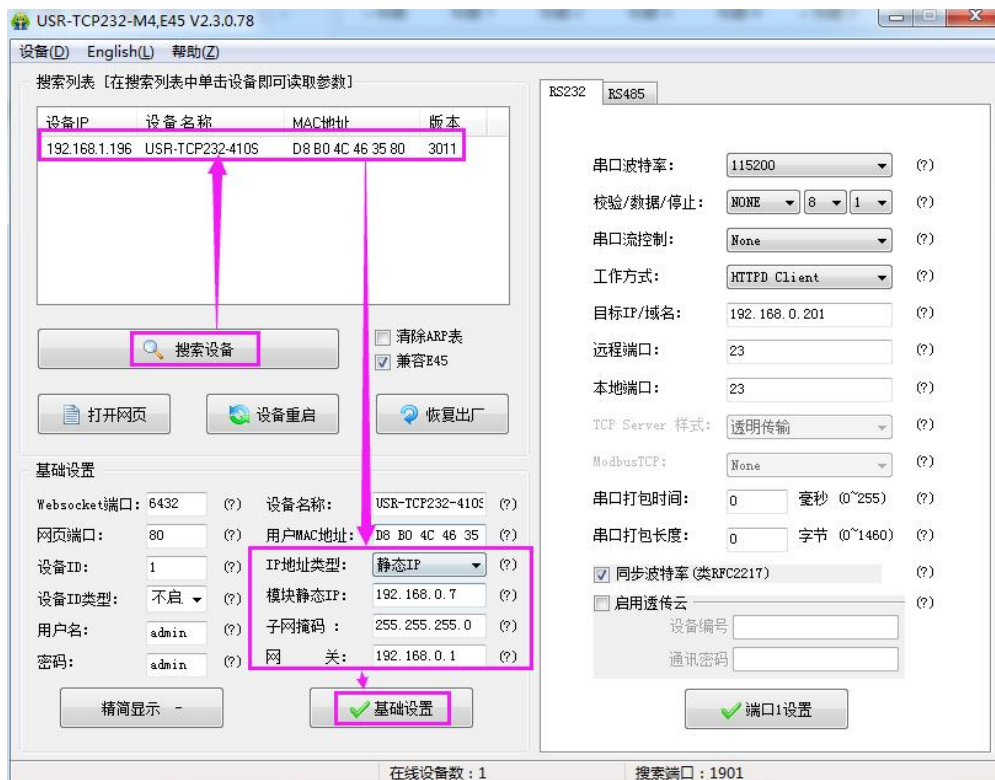 USR-TCP232-M4,E45 V2.3.0.78
设备(D) English(L) 帮助(Z)
搜索列表 [在搜索列表中单击设备即可读取参数]
设备IP 设备名称 MAC地址 版本
192.168.1.196 USR-TCP232-410S D8 B0 4C 46 35 80 3011
搜索设备
清除ARP表
兼容E45
打开网页 设备重启 恢复出厂
基础设置
Websocket端口: 6432 (?) 设备名称: USR-TCP232-410S (?)
网页端口: 80 (?) 用户MAC地址: D8 B0 4C 46 35 (?)
设备ID: 1 (?) IP地址类型: 静态IP (?)
设备ID类型: 不启 (?) 模块静态IP: 192.168.0.7 (?)
用户名: admin (?) 子网掩码 : 255.255.255.0 (?)
密码: admin (?) 网 关: 192.168.0.1 (?)
精简显示 - 基础设置
RS232 RS485
串口波特率: 115200 (?)
校验/数据/停止: NONE 8 1 (?)
串口流控制: None (?)
工作方式: HTTPD Client (?)
目标IP/域名: 192.168.0.201 (?)
远程端口: 23 (?)
本地端口: 23 (?)
TCP Server 样式: 透明传输 (?)
ModbusTCP: None (?)
串口打包时间: 0 毫秒 (0~255) (?)
串口打包长度: 0 字节 (0~1460) (?)
同步波特率(类RFC2217) (?)
启用透传云 (?)
设备编号
通讯密码
端口1设置
在线设备数:1 搜索端口:1901